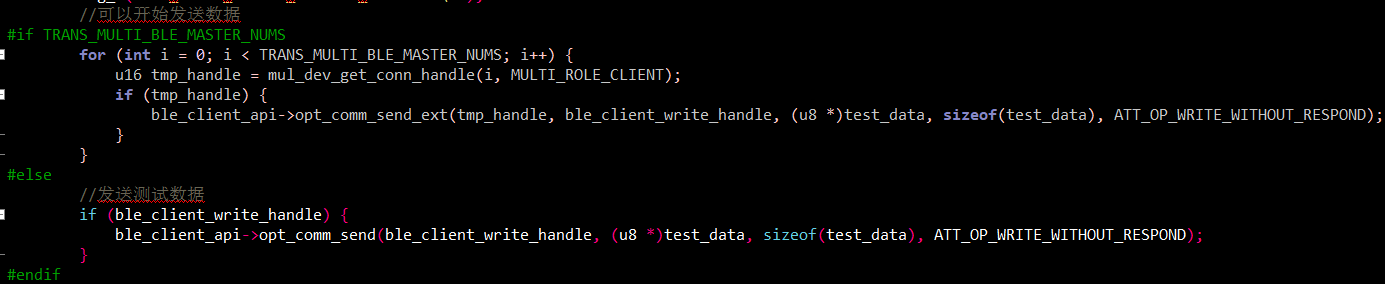 //可以开始发送数据
#if TRANS_MULTI_BLE_MASTER_NUMS
for (int i = 0; i < TRANS_MULTI_BLE_MASTER_NUMS; i++) {
u16 tmp_handle = mul_dev_get_conn_handle(i, MULTI_ROLE_CLIENT);
if (tmp_handle) {
ble_client_api->opt_comm_send_ext(tmp_handle, ble_client_write_handle, (u8 *)test_data, sizeof(test_data), ATT_OP_WRITE_WITHOUT_RESPOND);
}
}
#else
//发送测试数据
if (ble_client_write_handle) {
ble_client_api->opt_comm_send(ble_client_write_handle, (u8 *)test_data, sizeof(test_data), ATT_OP_WRITE_WITHOUT_RESPOND);
}
#endif